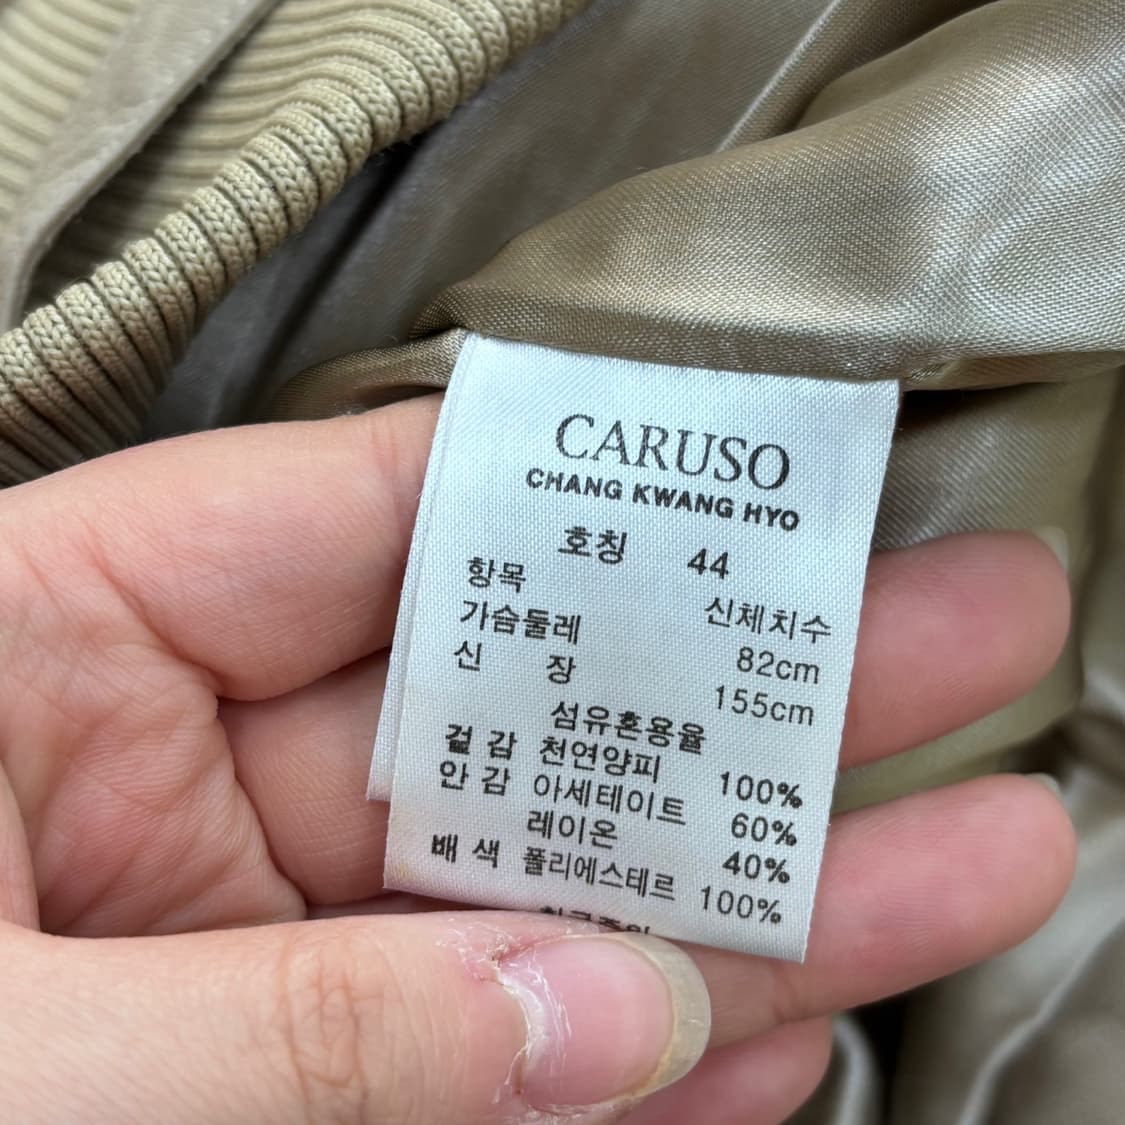 CARUSO
CHANG KWANG HYO
호칭 44
항목 신체치수
가슴둘레 82cm
신 장 155cm
섬유혼용율
겉 감 천연양피 100%
안 감 아세테이트 60%
레이온 40%
배 색 폴리에스테르 100%